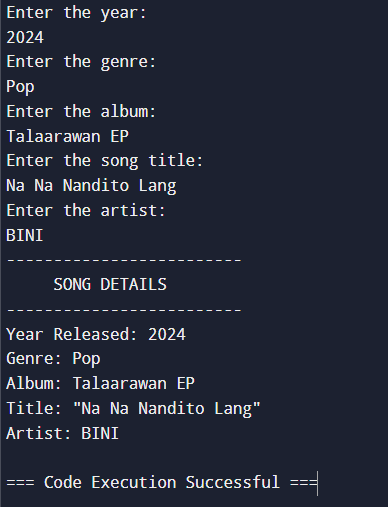 Enter the year:
2024
Enter the genre:
Pop
Enter the album:
Talaarawan EP
Enter the song title:
Na Na Nandito Lang
Enter the artist:
BINI
-------------------------
     SONG DETAILS
-------------------------
Year Released: 2024
Genre: Pop
Album: Talaarawan EP
Title: "Na Na Nandito Lang"
Artist: BINI

=== Code Execution Successful ===